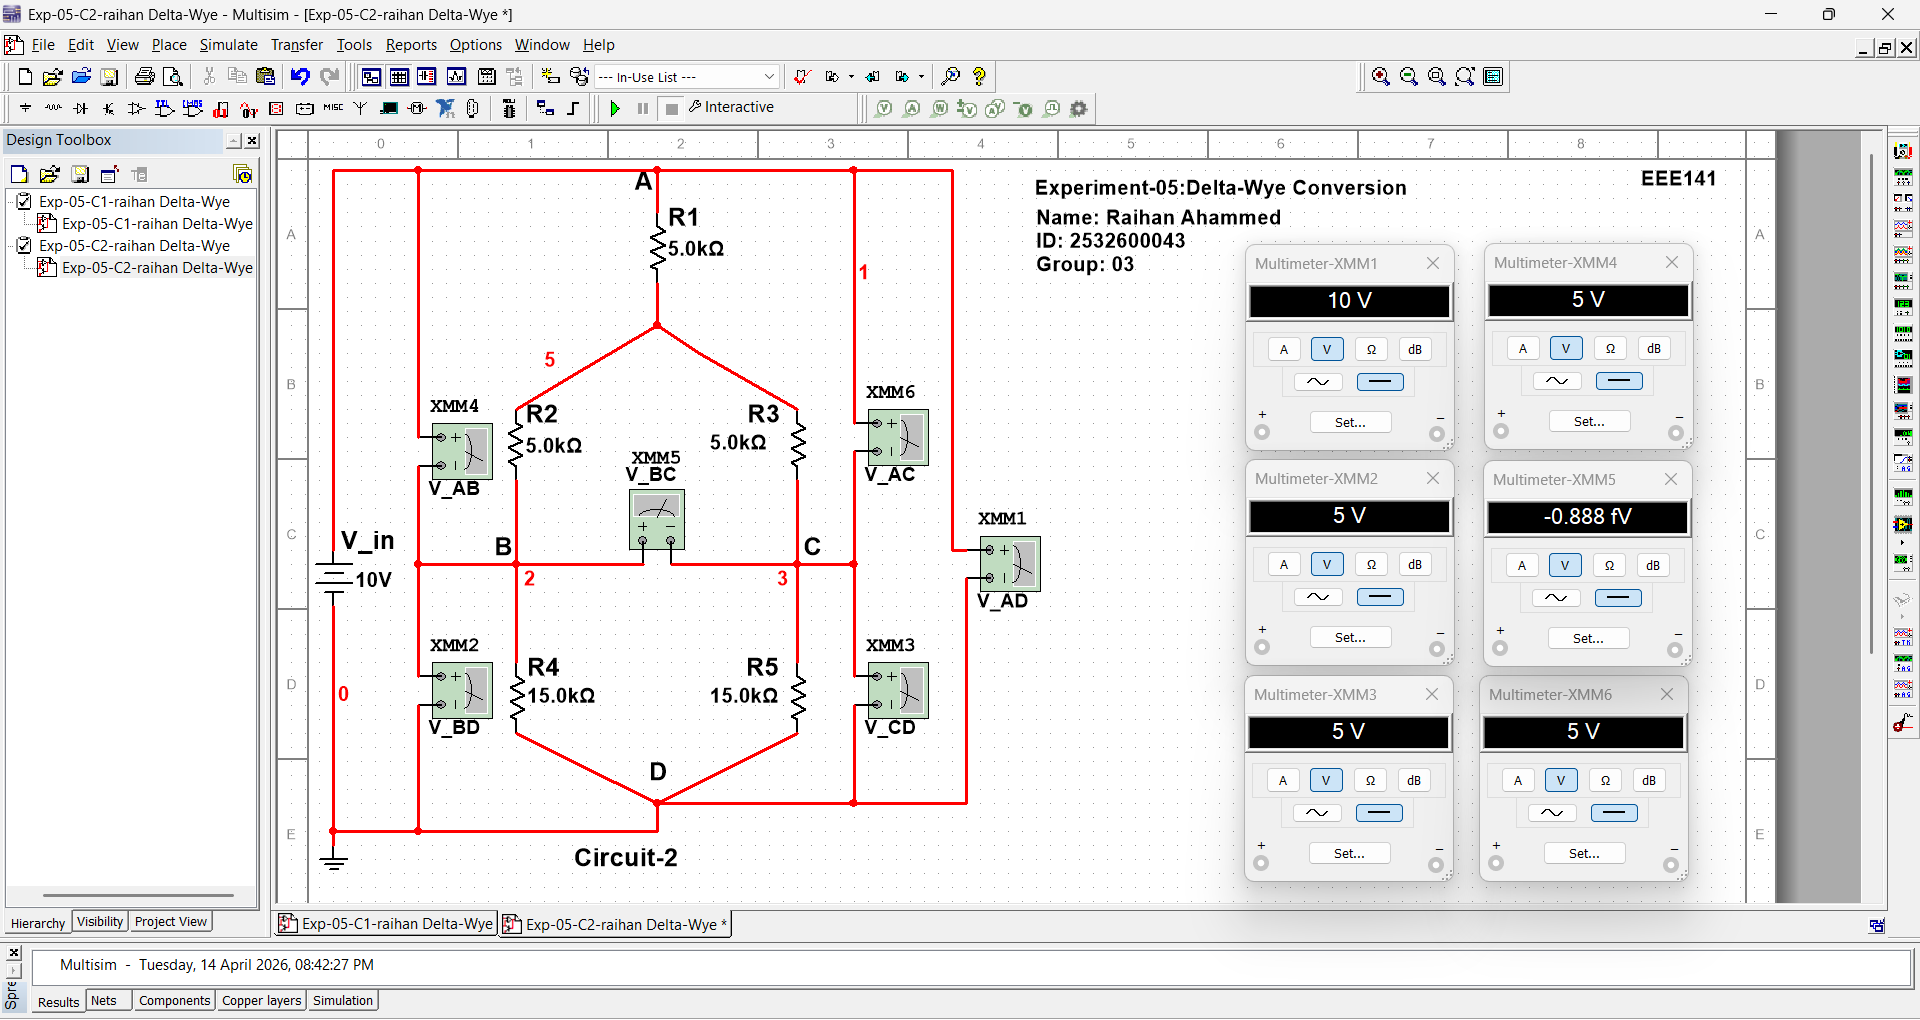 Exp-05-C2-raihan Delta-Wye - Multisim - [Exp-05-C2-raihan Delta-Wye *]
File Edit View Place Simulate Transfer Tools Reports Options Window Help
--- In-Use List ---
MISC
Interactive
Design Toolbox
Exp-05-C1-raihan Delta-Wye
Exp-05-C1-raihan Delta-Wye
Exp-05-C2-raihan Delta-Wye
Exp-05-C2-raihan Delta-Wye
Hierarchy Visibility Project View
0 1 2 3 4 5 6 7 8
A
B
C
D
E
A
B
C
D
E
Experiment-05:Delta-Wye Conversion
EEE141
Name: Raihan Ahammed
ID: 2532600043
Group: 03
A
R1
5.0kΩ
1
5
XMM4
V_AB
R2
5.0kΩ
R3
5.0kΩ
XMM5
V_BC
XMM6
V_AC
V_in
10V
B
2
C
3
XMM1
V_AD
XMM2
V_BD
R4
15.0kΩ
R5
15.0kΩ
XMM3
V_CD
0
D
Circuit-2
Multimeter-XMM1
10 V
A V Ω dB
+ Set... −
Multimeter-XMM4
5 V
A V Ω dB
+ Set... −
Multimeter-XMM2
5 V
A V Ω dB
+ Set... −
Multimeter-XMM5
-0.888 fV
A V Ω dB
+ Set... −
Multimeter-XMM3
5 V
A V Ω dB
+ Set... −
Multimeter-XMM6
5 V
A V Ω dB
+ Set... −
Exp-05-C1-raihan Delta-Wye Exp-05-C2-raihan Delta-Wye *
Spre
Multisim - Tuesday, 14 April 2026, 08:42:27 PM
Results Nets Components Copper layers Simulation